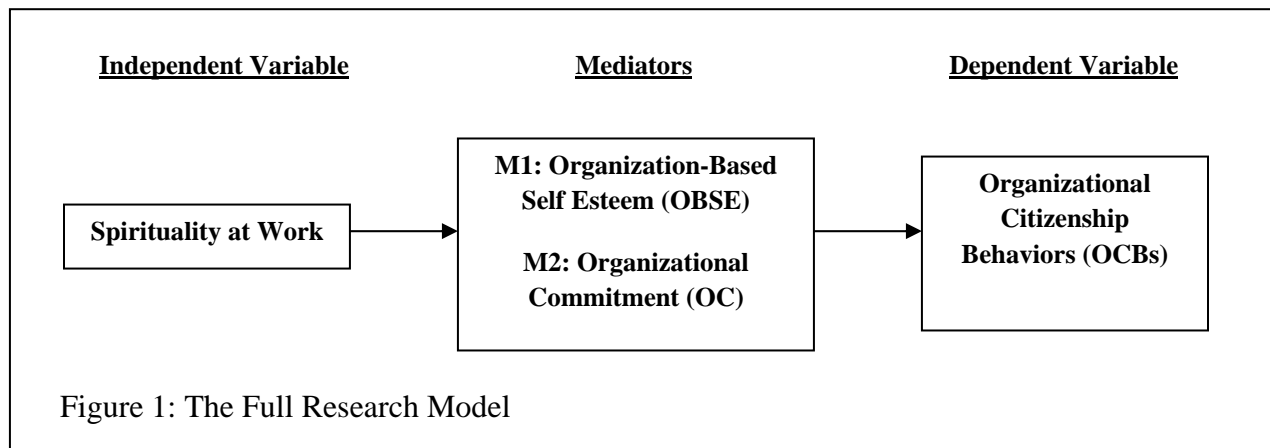 Independent Variable
Mediators
Dependent Variable
Spirituality at Work
M1: Organization-Based
Self Esteem (OBSE)
M2: Organizational
Commitment (OC)
Organizational
Citizenship
Behaviors (OCBs)
Figure 1: The Full Research Model